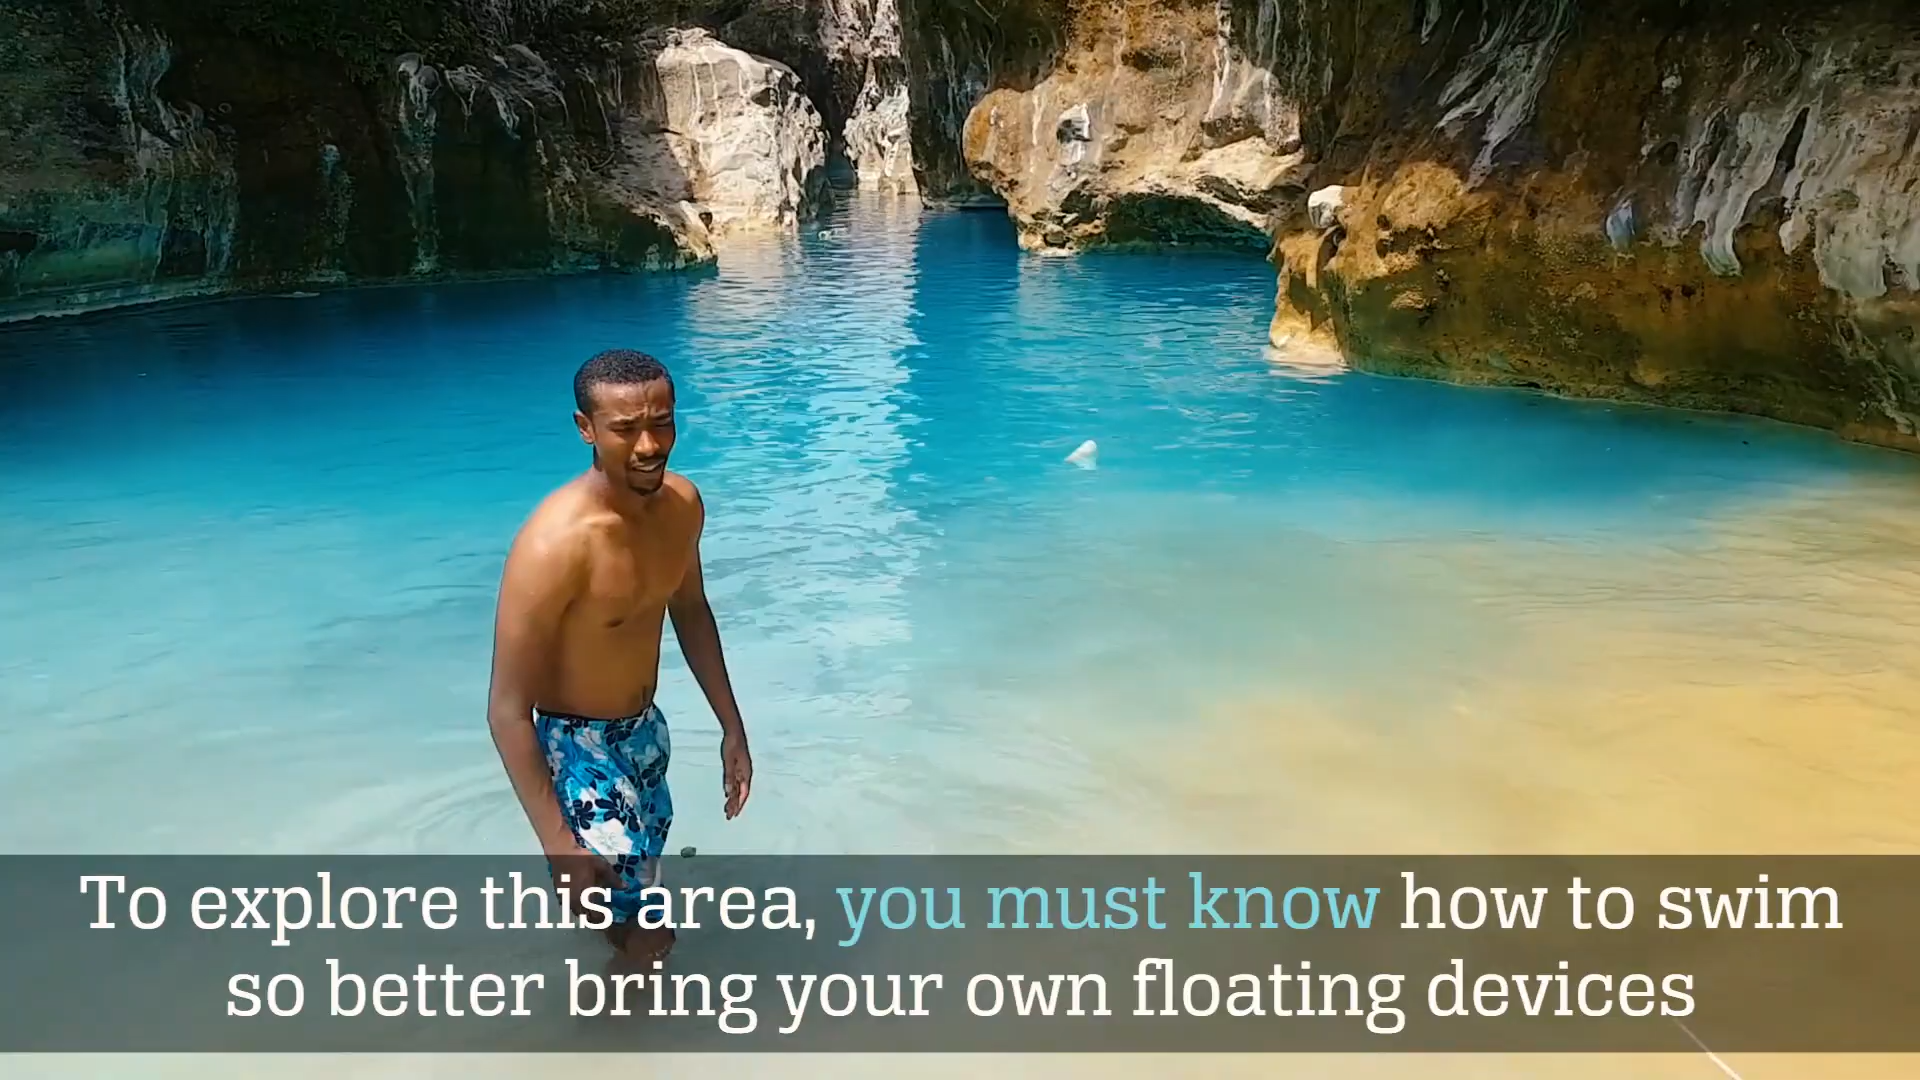 To explore this area, you must know how to swim
so better bring your own floating devices